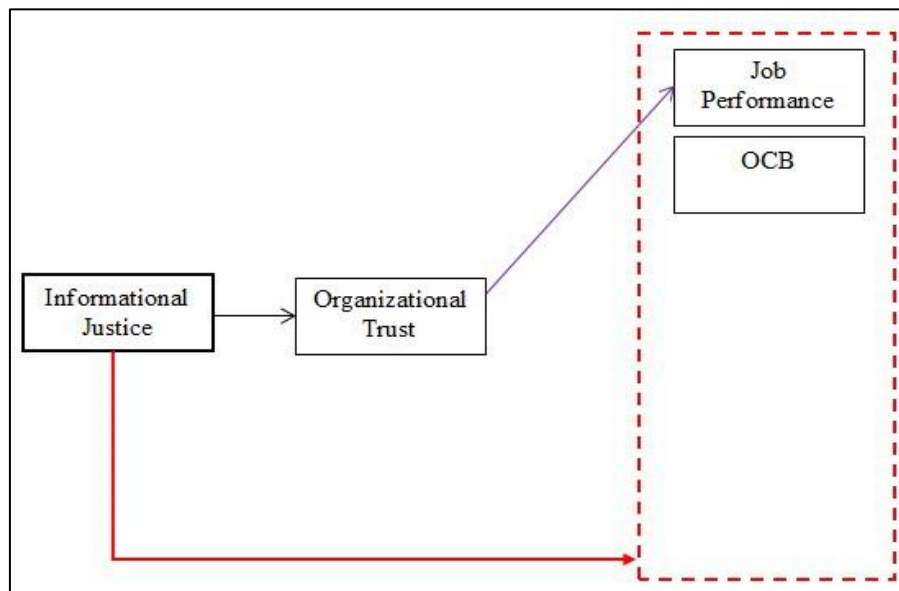 Job
Performance
OCB
Informational
Justice
Organizational
Trust